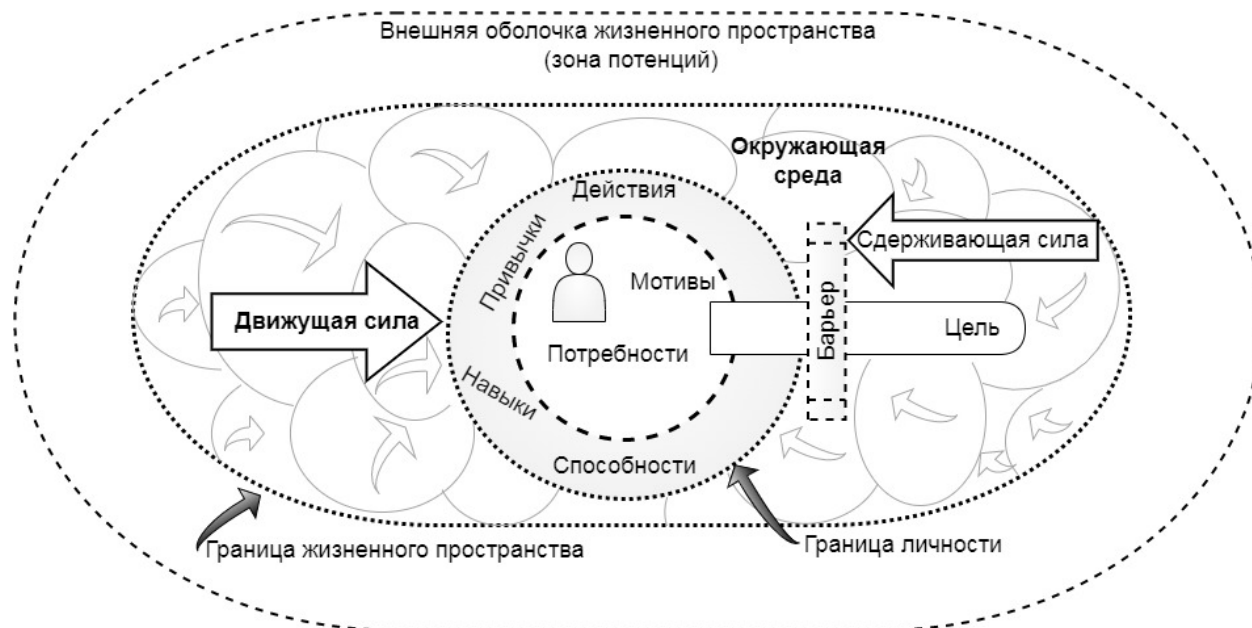 Внешняя оболочка жизненного пространства
(зона потенций)
Окружающая
среда
Действия
Привычки
Мотивы
Сдерживающая сила
Движущая сила
Барьер
Цель
Потребности
Навыки
Способности
Граница жизненного пространства
Граница личности